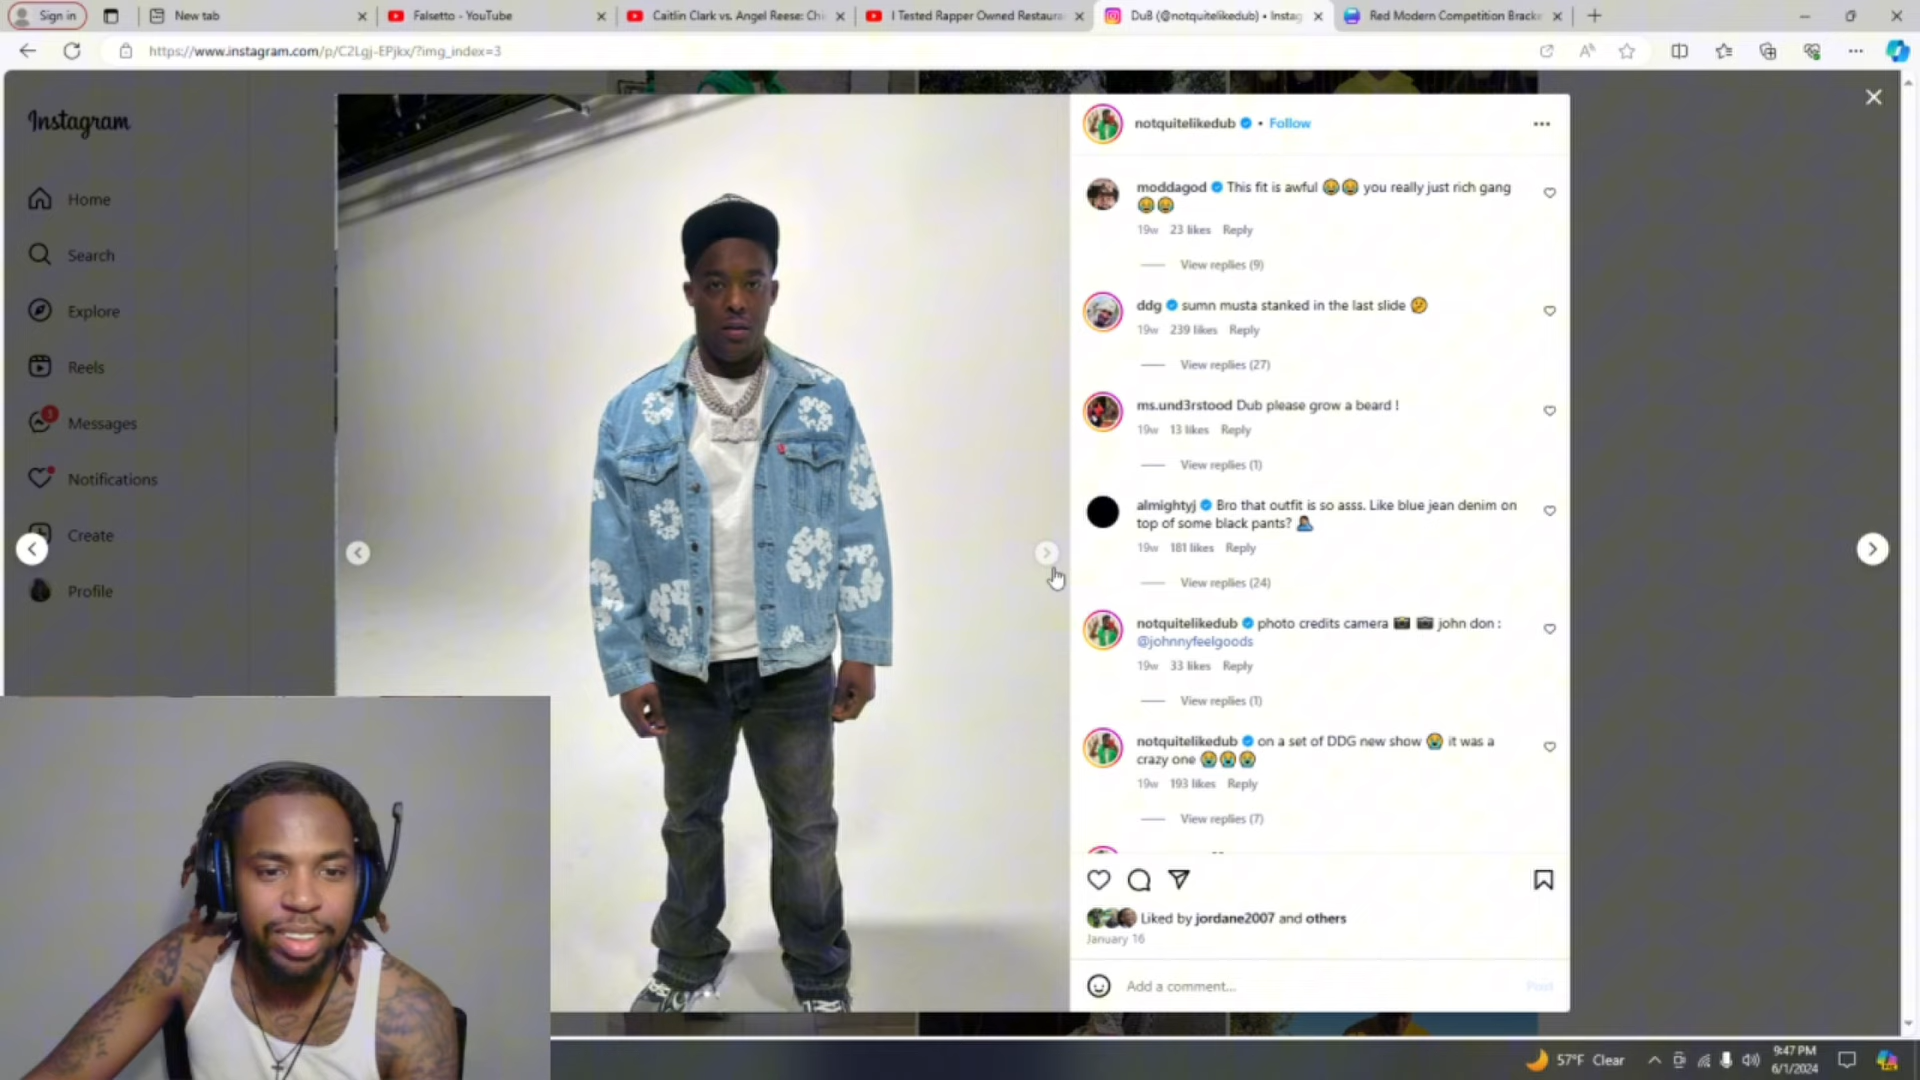 Sign in
New tab
Falsetto - YouTube
Caitlin Clark vs. Angel Reese: Chi
I Tested Rapper Owned Restaura
DuB (@notquitelikedub) • Instag
Red Modern Competition Bracke
https://www.instagram.com/p/C2Lgj-EPjkx/?img_index=3
Instagram
Home
Search
Explore
Reels
3
Messages
Notifications
Create
Profile
notquitelikedub • Follow
moddagod This fit is awful 😂😂 you really just rich gang
😂😂
19w 23 likes Reply
View replies (9)
ddg sumn musta stanked in the last slide 🤔
19w 239 likes Reply
View replies (27)
ms.und3rstood Dub please grow a beard !
19w 13 likes Reply
View replies (1)
almightyj Bro that outfit is so asss. Like blue jean denim on
top of some black pants? 🤦🏾‍♂️
19w 181 likes Reply
View replies (24)
notquitelikedub photo credits camera 📸 📸 john don :
@johnnyfeelgoods
19w 33 likes Reply
View replies (1)
notquitelikedub on a set of DDG new show 😭 it was a
crazy one 😭😭😭
19w 193 likes Reply
View replies (7)
Liked by jordane2007 and others
January 16
Add a comment...
Post
57°F Clear
9:47 PM
6/1/2024